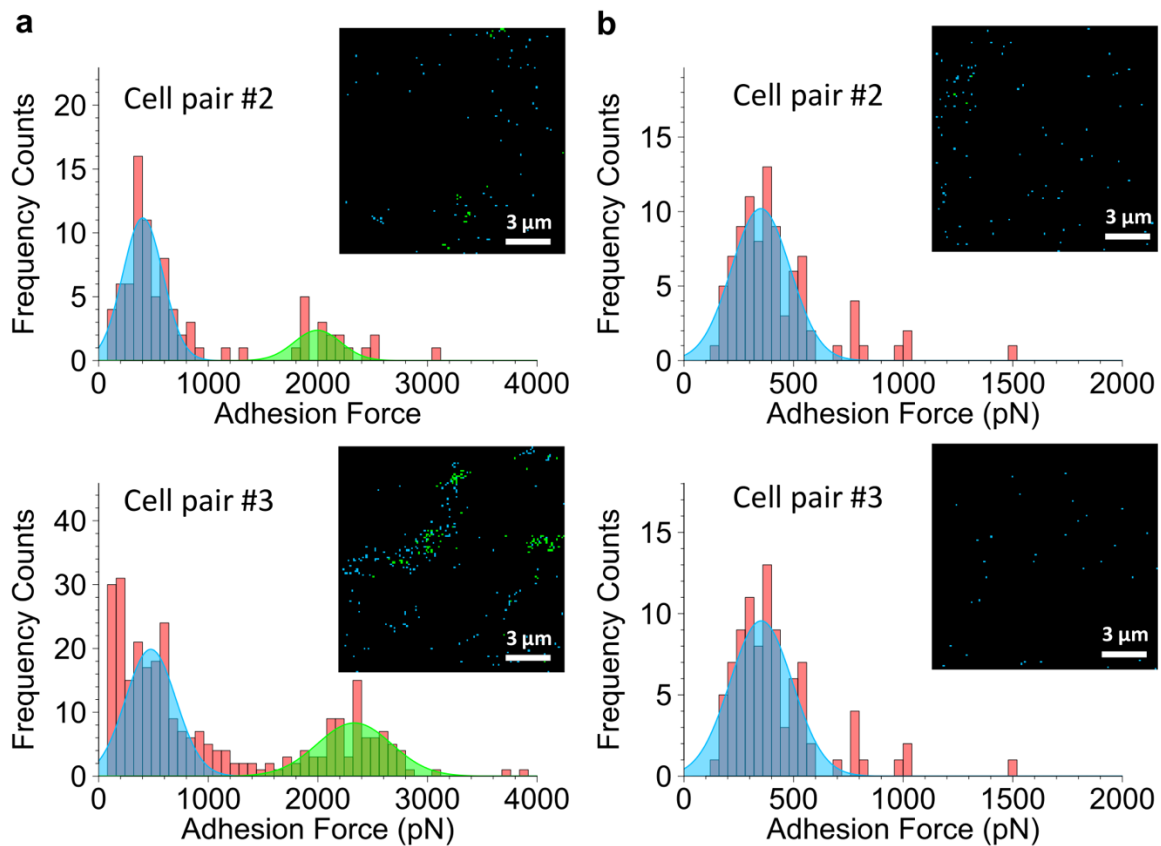 a
Cell pair #2
3 µm
Frequency Counts
20
15
10
5
0
0 1000 2000 3000 4000
Adhesion Force
b
Cell pair #2
3 µm
Frequency Counts
15
10
5
0
0 500 1000 1500 2000
Adhesion Force (pN)
Cell pair #3
3 µm
Frequency Counts
40
30
20
10
0
0 1000 2000 3000 4000
Adhesion Force (pN)
Cell pair #3
3 µm
Frequency Counts
15
10
5
0
0 500 1000 1500 2000
Adhesion Force (pN)